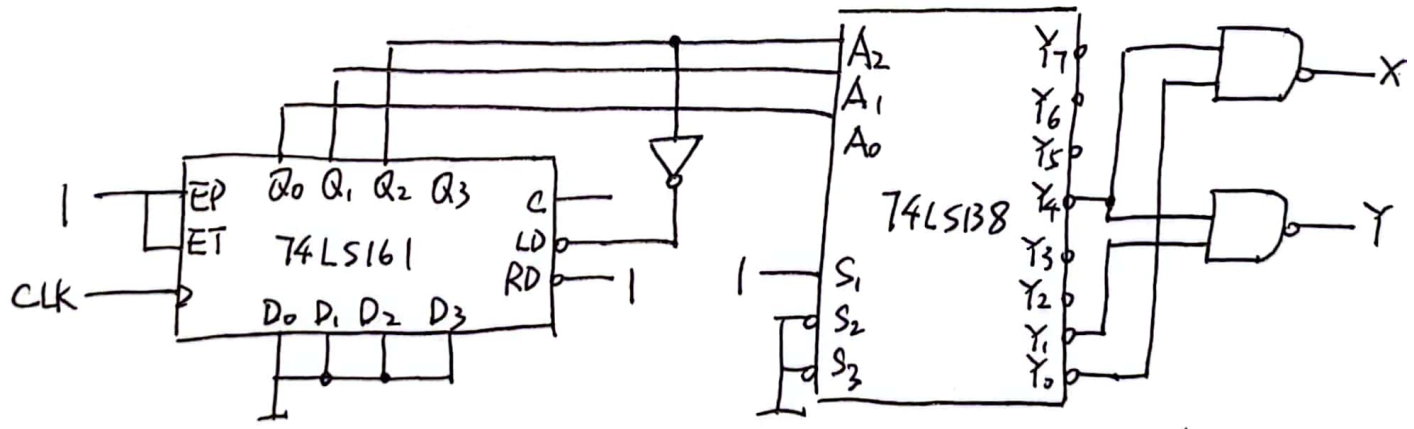 A2
A1
A0
Y7
Y6
Y5
Y4
Y3
Y2
Y1
Y0
74LS138
S1
S2
S3
1
X
Y
1
EP
ET
CLK
Q0 Q1 Q2 Q3
74LS161
C
LD
RD
1
D0 D1 D2 D3